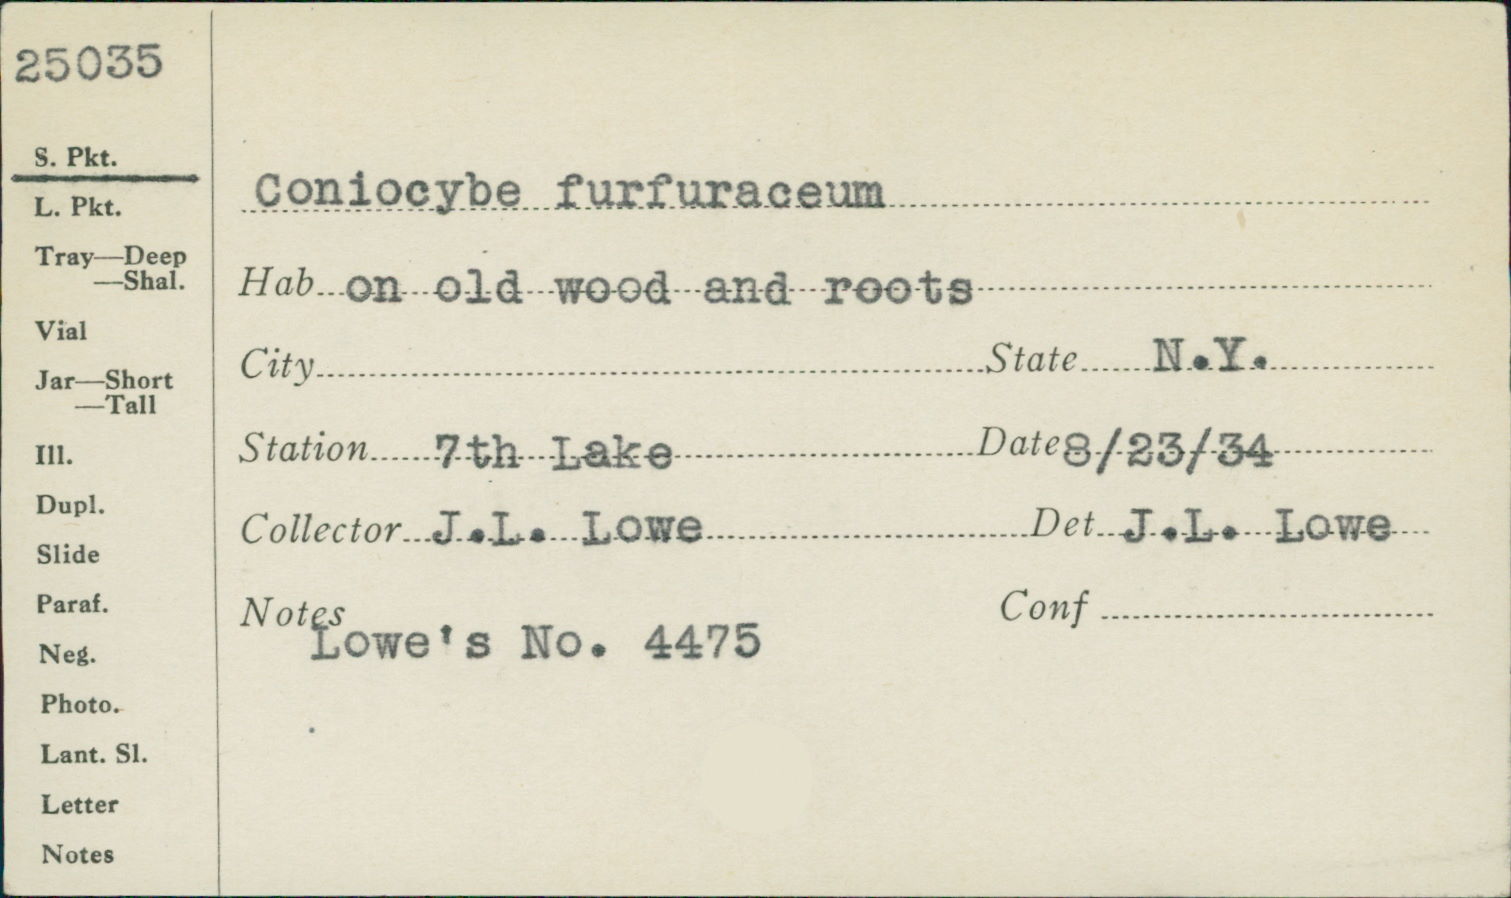 25035
S. Pkt.
L. Pkt.
Tray—Deep
—Shal.
Vial
Jar—Short
—Tall
Ill.
Dupl.
Slide
Paraf.
Neg.
Photo.
Lant. Sl.
Letter
Notes
Coniocybe furfuraceum
Hab on old wood and roots
City State N.Y.
Station 7th Lake Date 8/23/34
Collector J.L. Lowe Det J.L. Lowe
Notes Conf
Lowe's No. 4475